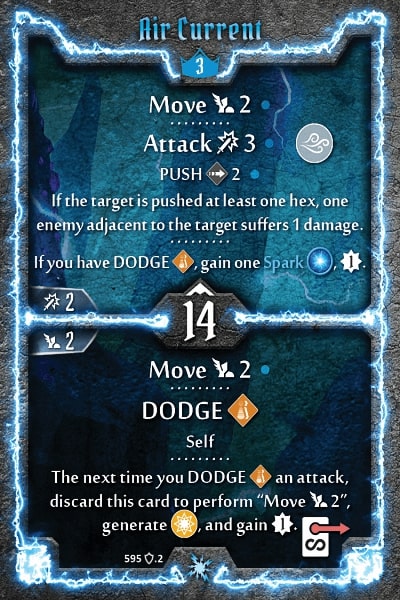 Air Current
3
Move 2
Attack 3
PUSH 2
If the target is pushed at least one hex, one
enemy adjacent to the target suffers 1 damage.
If you have DODGE, gain one Spark, 1.
2
14
2
Move 2
DODGE
Self
The next time you DODGE an attack,
discard this card to perform “Move 2”,
generate, and gain 1.
S
595 .2